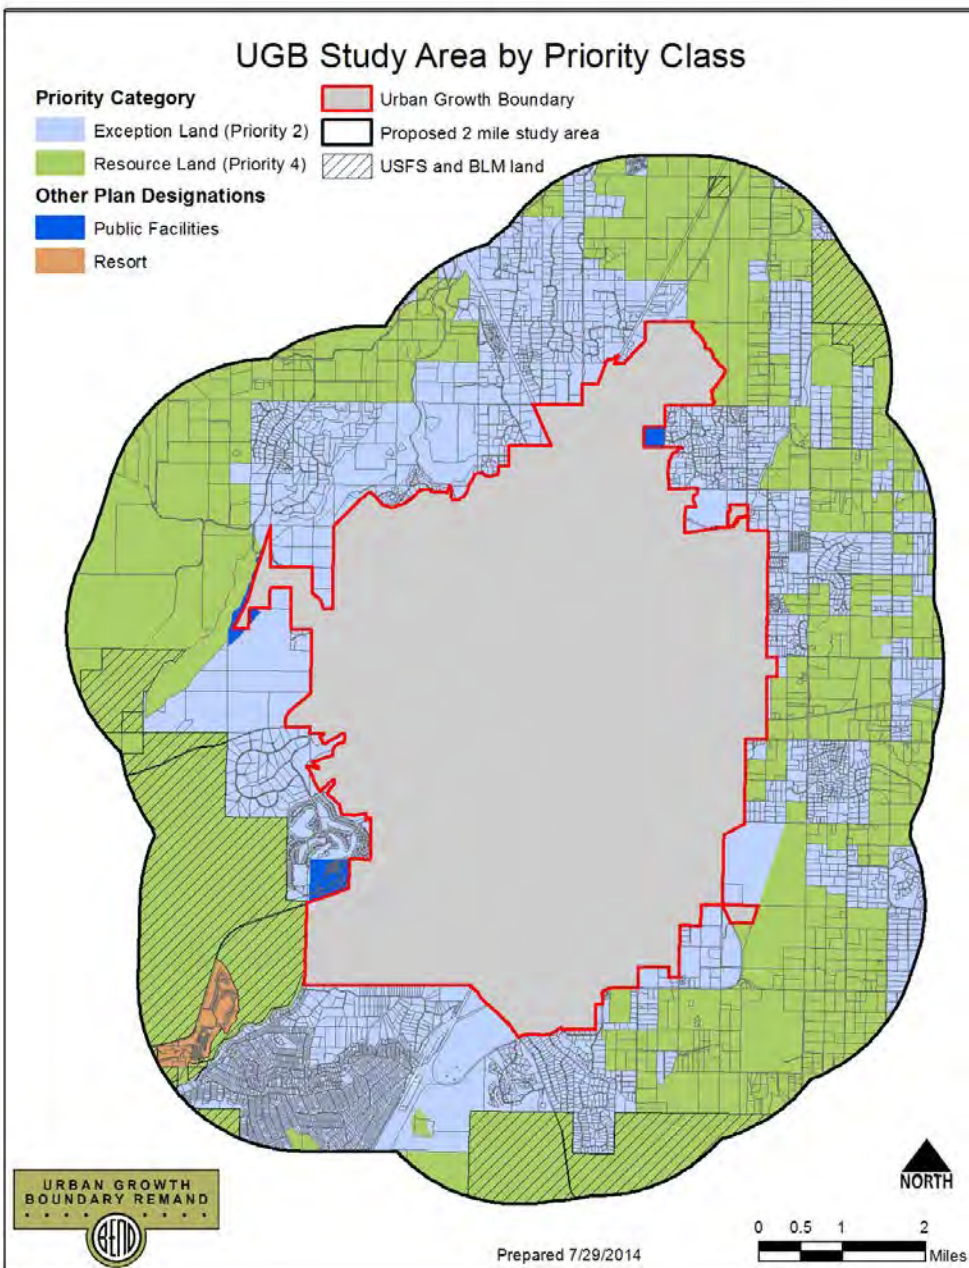 UGB Study Area by Priority Class
Priority Category
Exception Land (Priority 2)
Resource Land (Priority 4)
Other Plan Designations
Public Facilities
Resort
Urban Growth Boundary
Proposed 2 mile study area
USFS and BLM land
URBAN GROWTH
BOUNDARY REMAND
BEND
Prepared 7/29/2014
NORTH
0 0.5 1 2
Miles